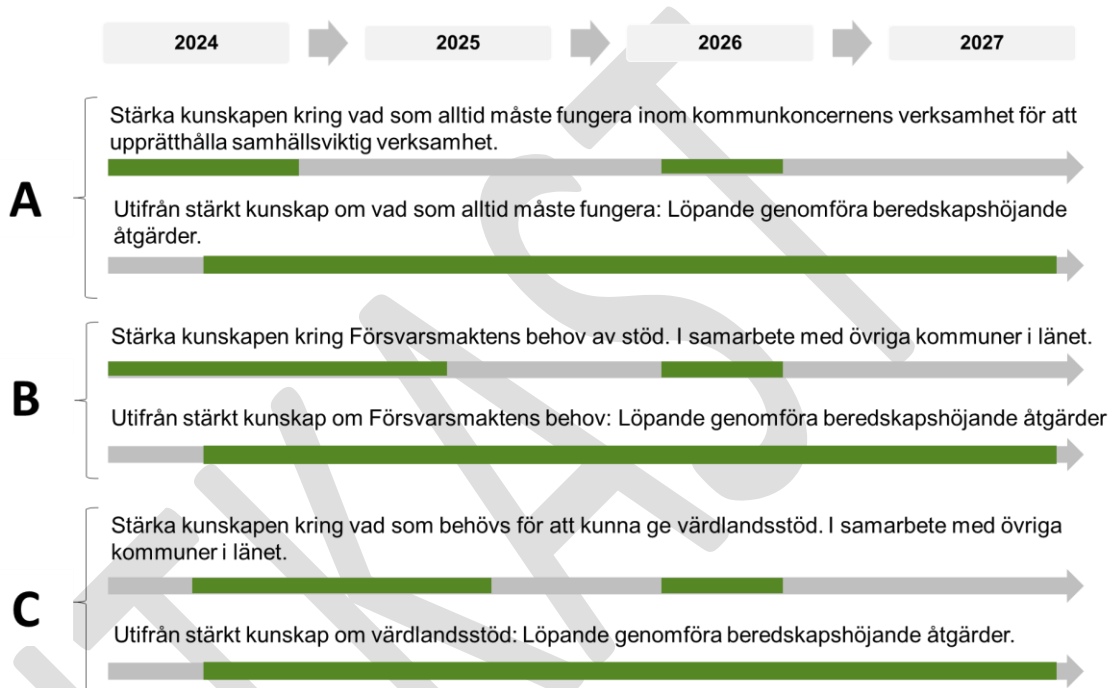 2024 2025 2026 2027
Stärka kunskapen kring vad som alltid måste fungera inom kommunkoncernens verksamhet för att
upprätthålla samhällsviktig verksamhet.
A
Utifrån stärkt kunskap om vad som alltid måste fungera: Löpande genomföra beredskapshöjande
åtgärder.
Stärka kunskapen kring Försvarsmaktens behov av stöd. I samarbete med övriga kommuner i länet.
B
Utifrån stärkt kunskap om Försvarsmaktens behov: Löpande genomföra beredskapshöjande åtgärder
Stärka kunskapen kring vad som behövs för att kunna ge värdlandsstöd. I samarbete med övriga
kommuner i länet.
C
Utifrån stärkt kunskap om värdlandsstöd: Löpande genomföra beredskapshöjande åtgärder.
UTKAST